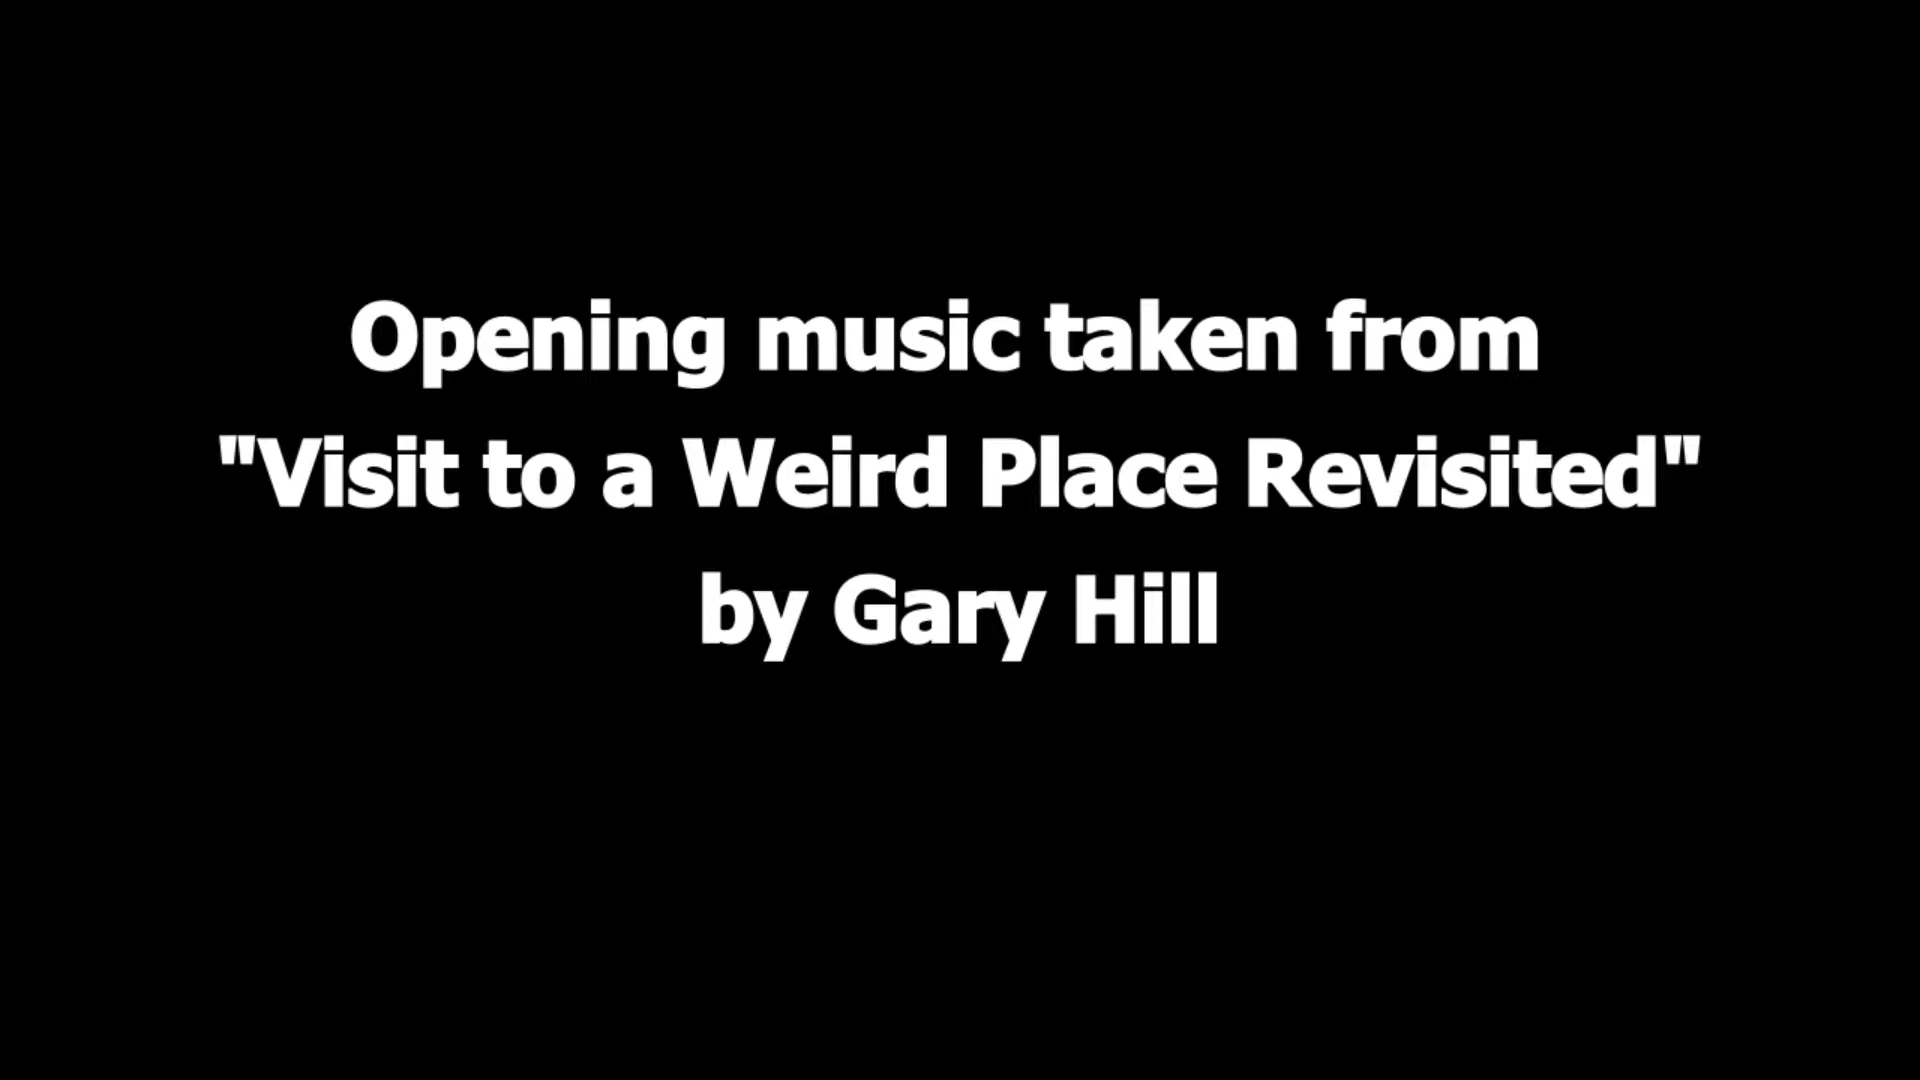 Opening music taken from
"Visit to a Weird Place Revisited"
by Gary Hill